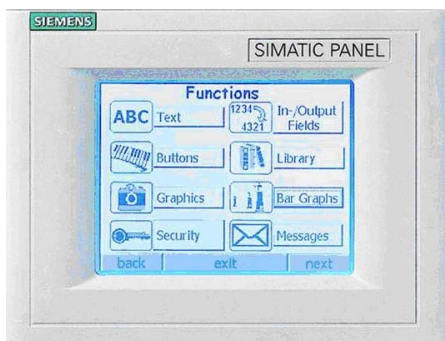 SIEMENS
SIMATIC PANEL
Functions
ABC Text
1234
4321
In-/Output
Fields
Buttons
Library
Graphics
Bar Graphs
Security
Messages
back exit next